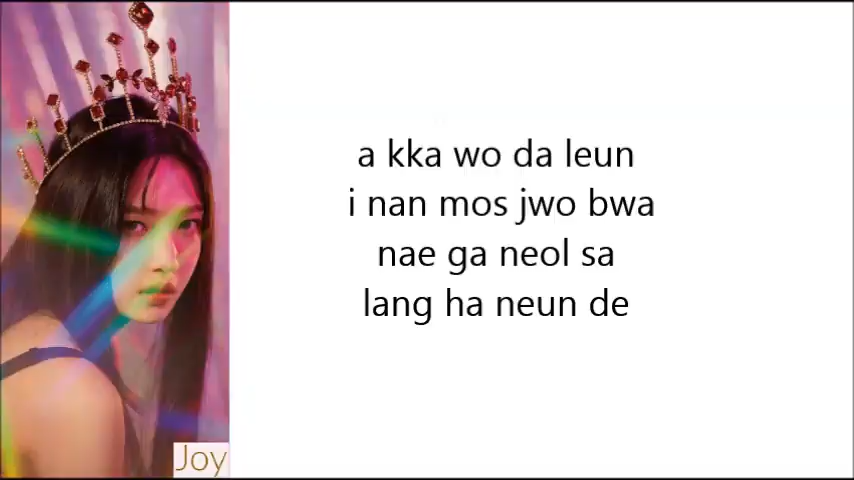 a kka wo da leun
i nan mos jwo bwa
nae ga neol sa
lang ha neun de
Joy